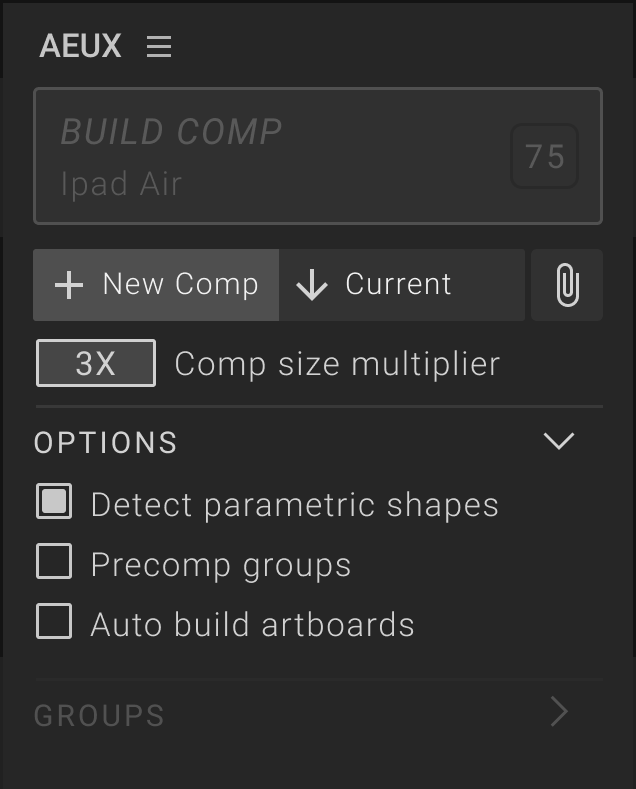 AEUX
BUILD COMP
Ipad Air
75
New Comp
Current
3X Comp size multiplier
OPTIONS
Detect parametric shapes
Precomp groups
Auto build artboards
GROUPS